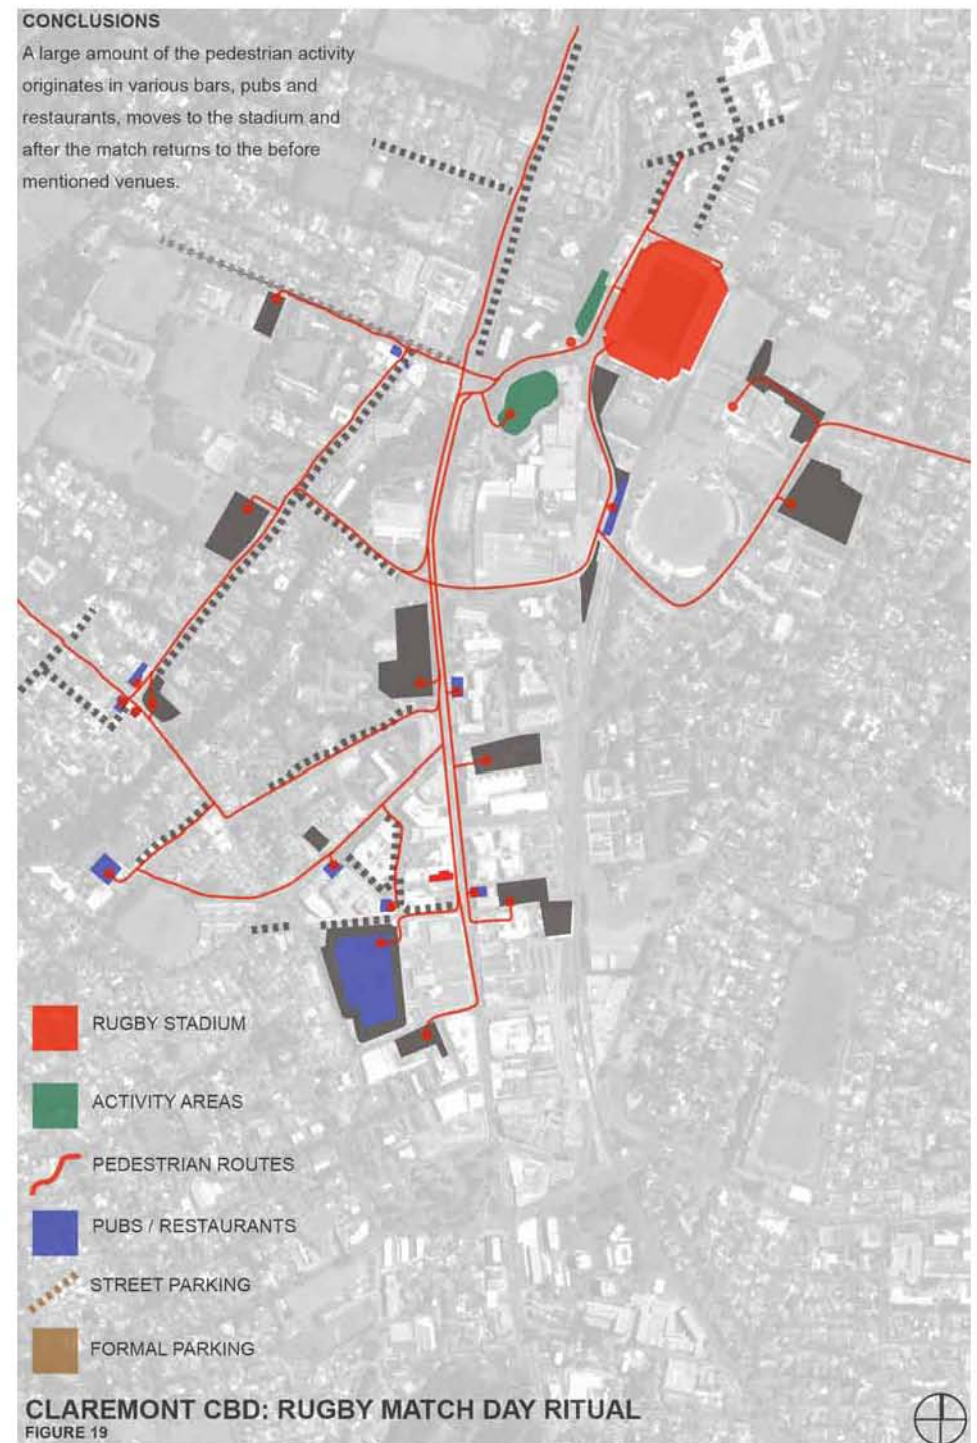 CONCLUSIONS
A large amount of the pedestrian activity
originates in various bars, pubs and
restaurants, moves to the stadium and
after the match returns to the before
mentioned venues.
RUGBY STADIUM
ACTIVITY AREAS
PEDESTRIAN ROUTES
PUBS / RESTAURANTS
STREET PARKING
FORMAL PARKING
CLAREMONT CBD: RUGBY MATCH DAY RITUAL
FIGURE 19